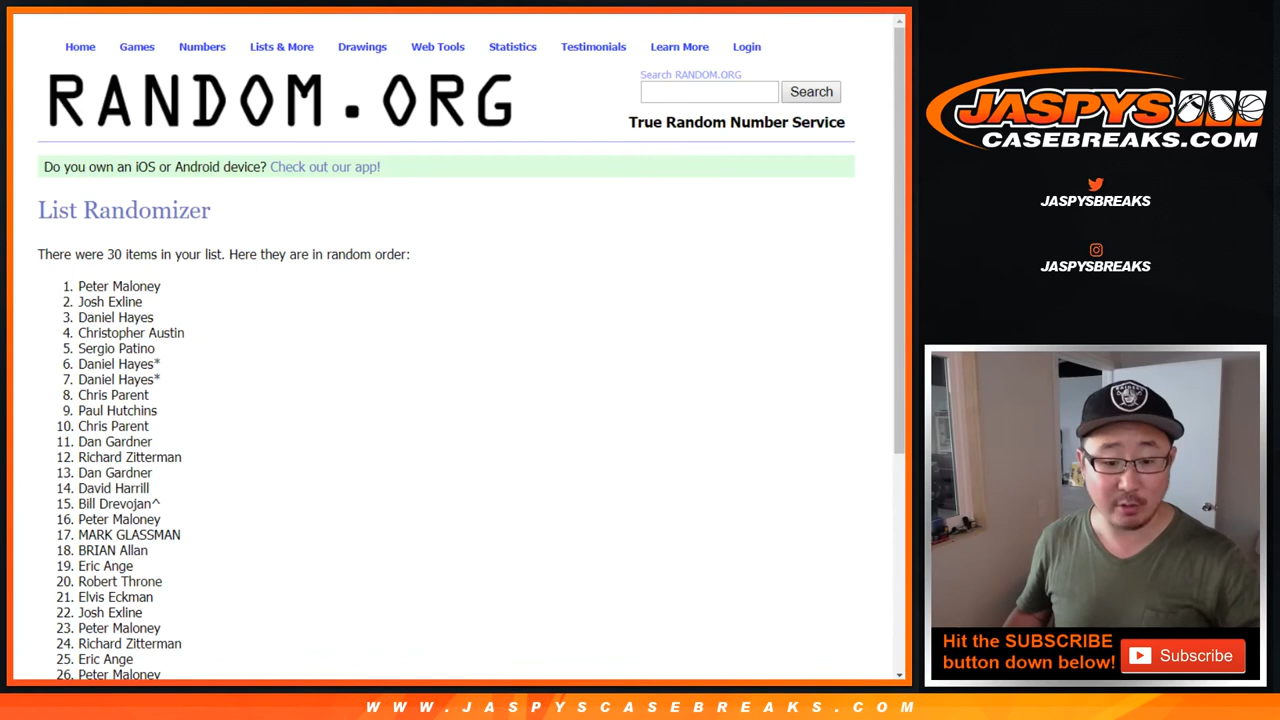 Home Games Numbers Lists & More Drawings Web Tools Statistics Testimonials Learn More Login
RANDOM.ORG
Search RANDOM.ORG
Search
True Random Number Service
Do you own an iOS or Android device? Check out our app!
List Randomizer
There were 30 items in your list. Here they are in random order:
1. Peter Maloney
2. Josh Exline
3. Daniel Hayes
4. Christopher Austin
5. Sergio Patino
6. Daniel Hayes*
7. Daniel Hayes*
8. Chris Parent
9. Paul Hutchins
10. Chris Parent
11. Dan Gardner
12. Richard Zitterman
13. Dan Gardner
14. David Harrill
15. Bill Drevojan^
16. Peter Maloney
17. MARK GLASSMAN
18. BRIAN Allan
19. Eric Ange
20. Robert Throne
21. Elvis Eckman
22. Josh Exline
23. Peter Maloney
24. Richard Zitterman
25. Eric Ange
26. Peter Maloney
JASPYS
CASEBREAKS.COM
JASPYSBREAKS
JASPYSBREAKS
RAIDERS
Hit the SUBSCRIBE
button down below!
Subscribe
WWW.JASPYSCASEBREAKS.COM